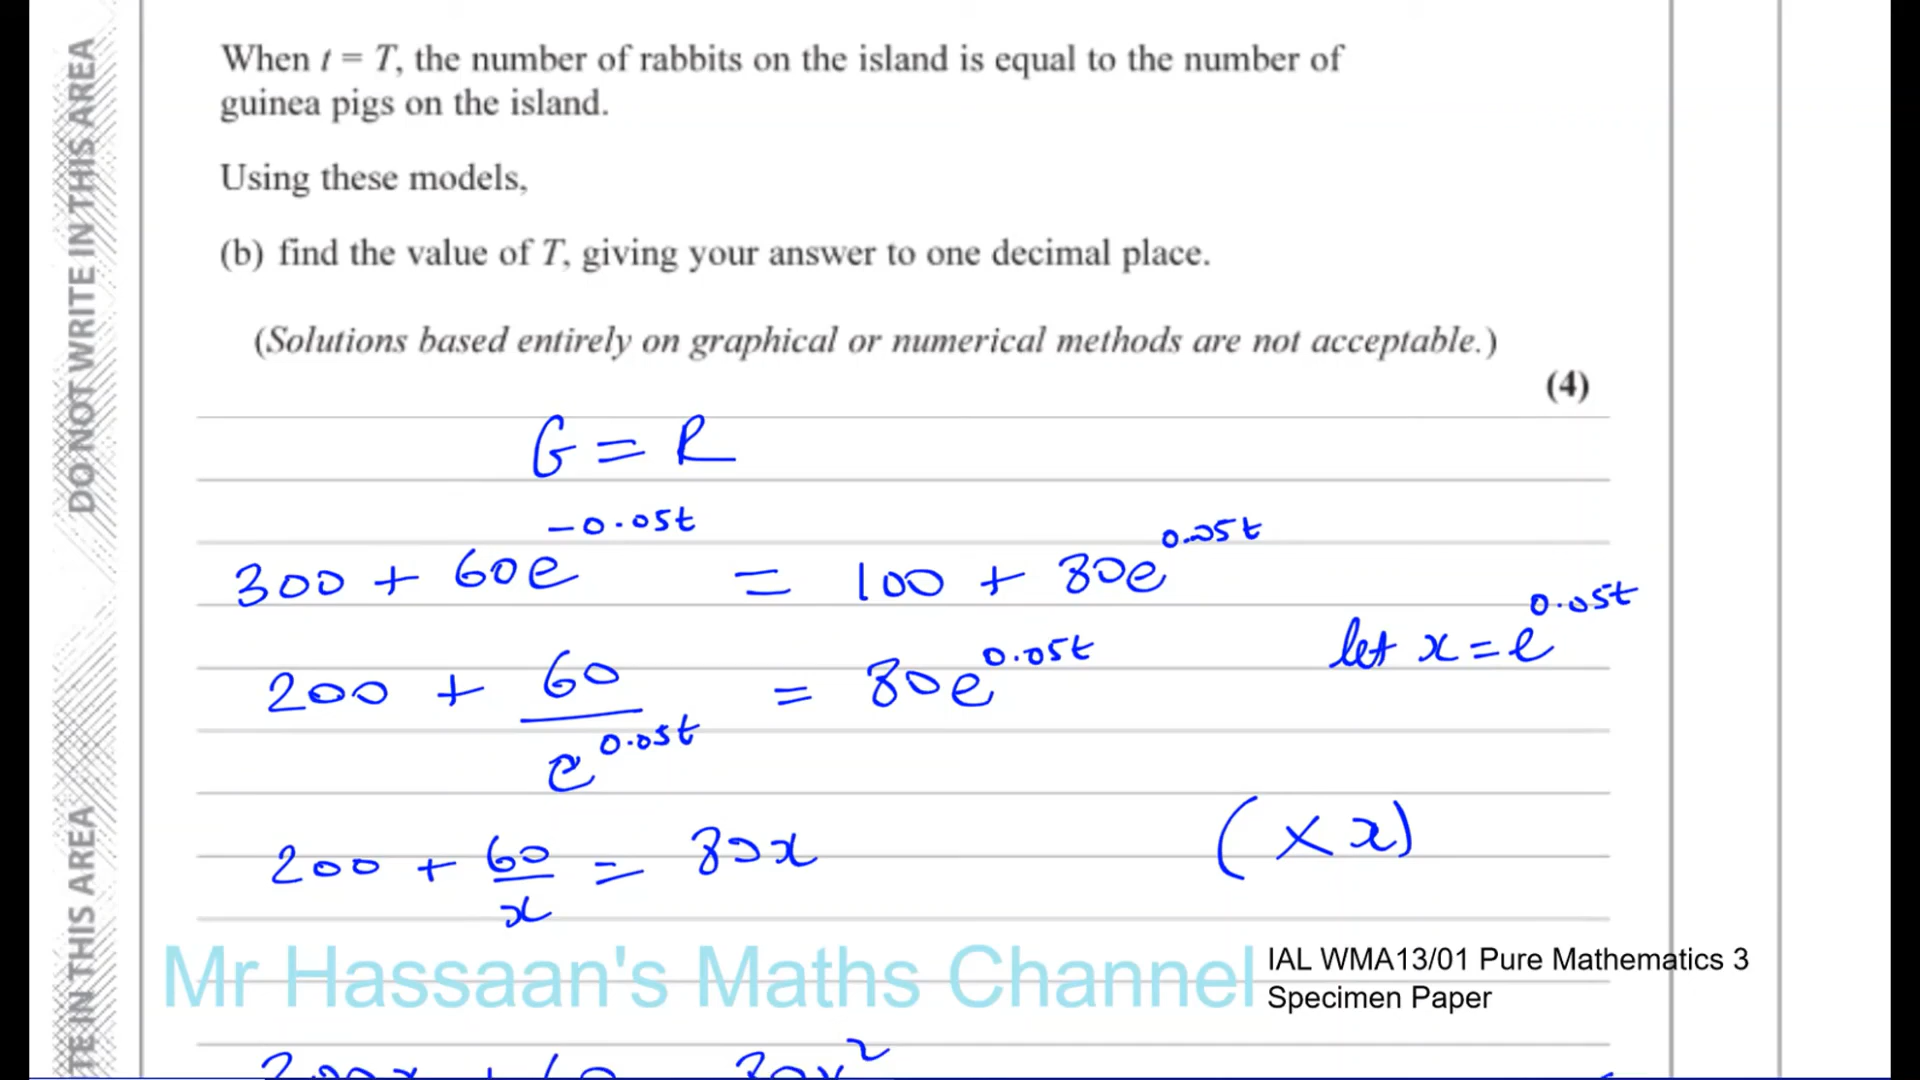 When t = T, the number of rabbits on the island is equal to the number of
guinea pigs on the island.
Using these models,
(b) find the value of T, giving your answer to one decimal place.
(Solutions based entirely on graphical or numerical methods are not acceptable.)
(4)
G = R
300 + 60e^(-0.05t) = 100 + 80e^(0.05t)
let x = e^(0.05t)
200 + 60/e^(0.05t) = 80e^(0.05t)
200 + 60/x = 80x (× x)
Mr Hassaan's Maths Channel
IAL WMA13/01 Pure Mathematics 3
Specimen Paper
DO NOT WRITE IN THIS AREA
TE IN THIS AREA